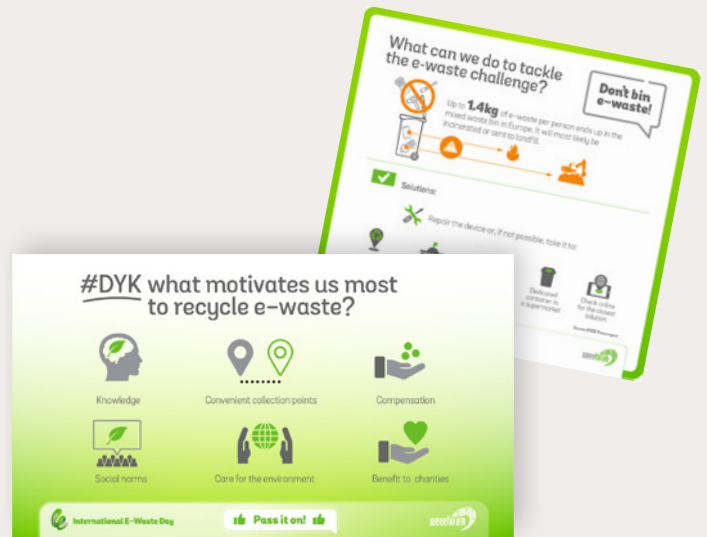 What can we do to tackle
the e-waste challenge?
Don't bin
e-waste!
Up to 1.4kg of e-waste per person ends up in the
mixed waste bin in Europe. It will most likely be
incinerated or sent to landfill.
Solutions:
Repair the device or, if not possible, take it to:
Dedicated
container in
a supermarket
Check online
for the closest
solution
#DYK what motivates us most
to recycle e-waste?
Knowledge
Convenient collection points
Compensation
Social norms
Care for the environment
Benefit to charities
International E-Waste Day
Pass it on!
weeeforum